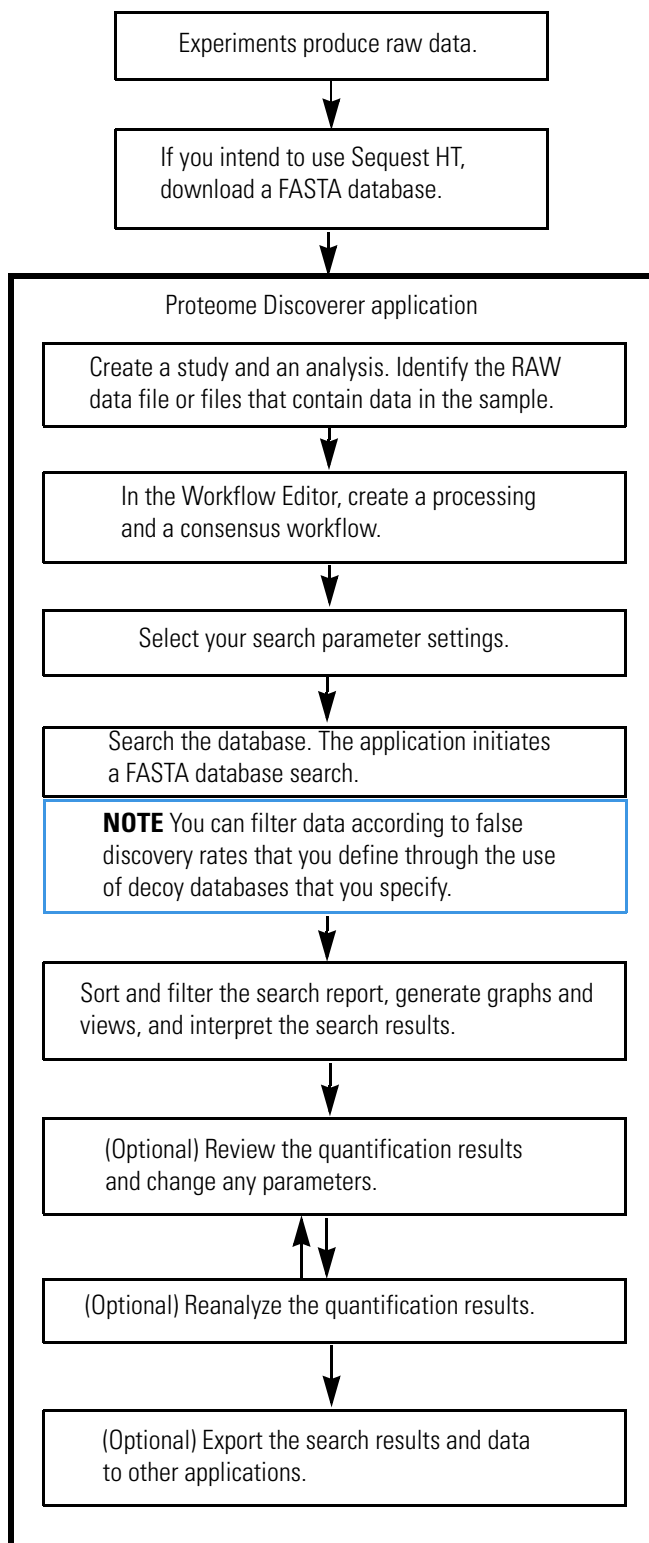 Experiments produce raw data.
If you intend to use Sequest HT,
download a FASTA database.
Proteome Discoverer application
Create a study and an analysis. Identify the RAW
data file or files that contain data in the sample.
In the Workflow Editor, create a processing
and a consensus workflow.
Select your search parameter settings.
Search the database. The application initiates
a FASTA database search.
NOTE You can filter data according to false
discovery rates that you define through the use
of decoy databases that you specify.
Sort and filter the search report, generate graphs and
views, and interpret the search results.
(Optional) Review the quantification results
and change any parameters.
(Optional) Reanalyze the quantification results.
(Optional) Export the search results and data
to other applications.